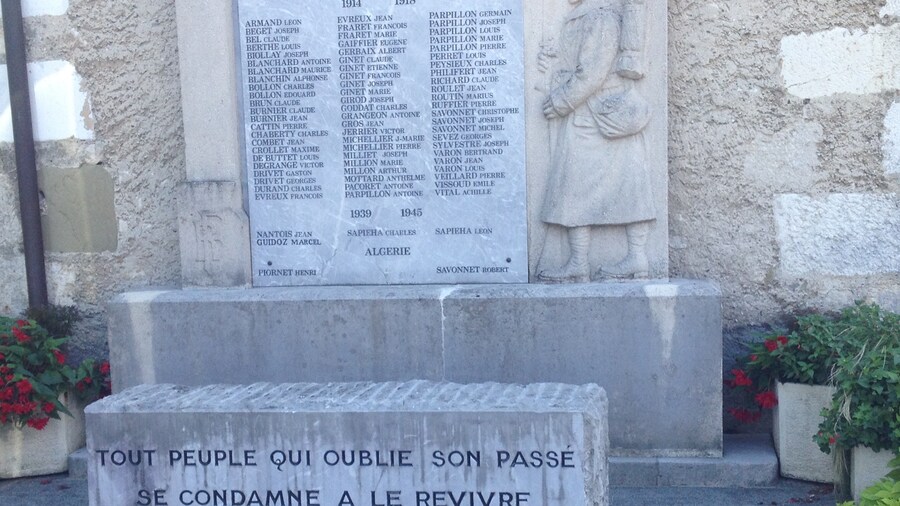 1914 1918
ARMAND LEON
BEGET JOSEPH
BEL CLAUDE
BERTHE LOUIS
BIOLLAY JOSEPH
BLANCHARD ANTOINE
BLANCHARD MAURICE
BLANCHIN ALPHONSE
BOLLON CHARLES
BOLLON EDOUARD
BRUN CLAUDE
BURNIER CLAUDE
BURNIER JEAN
CATTIN PIERRE
CHABERTY CHARLES
COMBET JEAN
CROLLET MAXIME
DE BUTTET LOUIS
DEGRANGE VICTOR
DRIVET GASTON
DRIVET GEORGES
DURAND CHARLES
EVREUX FRANCOIS
EVREUX JEAN
FRARET FRANCOIS
FRARET MARIE
GAIFFIER EUGENE
GERBAIX ALBERT
GINET CLAUDE
GINET ETIENNE
GINET FRANCOIS
GINET JOSEPH
GINET MARIE
GIROD JOSEPH
GODDAT CHARLES
GRANGEON ANTOINE
GROS JEAN
JERRIER VICTOR
MICHELLIER J-MARIE
MICHELLIER PIERRE
MILLIET JOSEPH
MILLION MARIE
MILLON ARTHUR
MOTTARD ANTHELME
PACORET ANTOINE
PARPILLON ANTOINE
PARPILLON GERMAIN
PARPILLON JOSEPH
PARPILLON LOUIS
PARPILLON MARIE
PARPILLON PIERRE
PERRET LOUIS
PEYSIEUX CHARLES
PHILIFERT JEAN
RICHARD CLAUDE
ROULET JEAN
ROUTIN MARIUS
RUFFIER PIERRE
SAVONNET CHRISTOPHE
SAVONNET JOSEPH
SAVONNET MICHEL
SEVEZ GEORGES
SYLVESTRE JOSEPH
VARON BERTRAND
VARON JEAN
VARON LOUIS
VEILLARD PIERRE
VISSOUD EMILE
VITAL ACHILLE
1939 1945
NANTOIS JEAN SAPIEHA CHARLES SAPIEHA LEON
GUIDOZ MARCEL
ALGERIE
PIORNET HENRI SAVONNET ROBERT
RF
TOUT PEUPLE QUI OUBLIE SON PASSÉ
SE CONDAMNE A LE REVIVRE